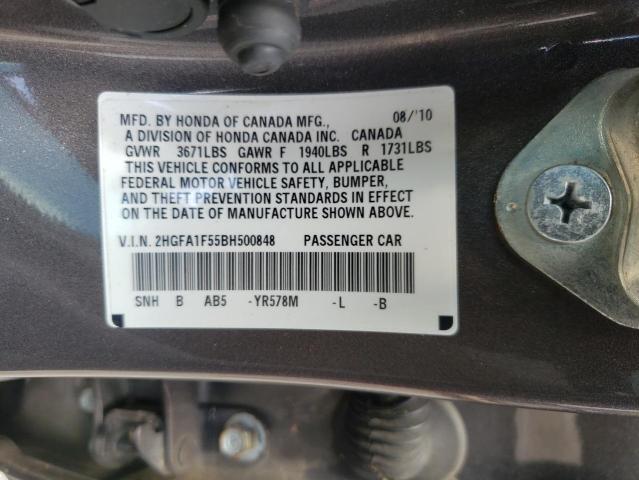 MFD. BY HONDA OF CANADA MFG., 08/'10
A DIVISION OF HONDA CANADA INC. CANADA
GVWR 3671LBS GAWR F 1940LBS R 1731LBS
THIS VEHICLE CONFORMS TO ALL APPLICABLE
FEDERAL MOTOR VEHICLE SAFETY, BUMPER,
AND THEFT PREVENTION STANDARDS IN EFFECT
ON THE DATE OF MANUFACTURE SHOWN ABOVE.
V.I.N. 2HGFA1F55BH500848 PASSENGER CAR
SNH B AB5 -YR578M -L -B